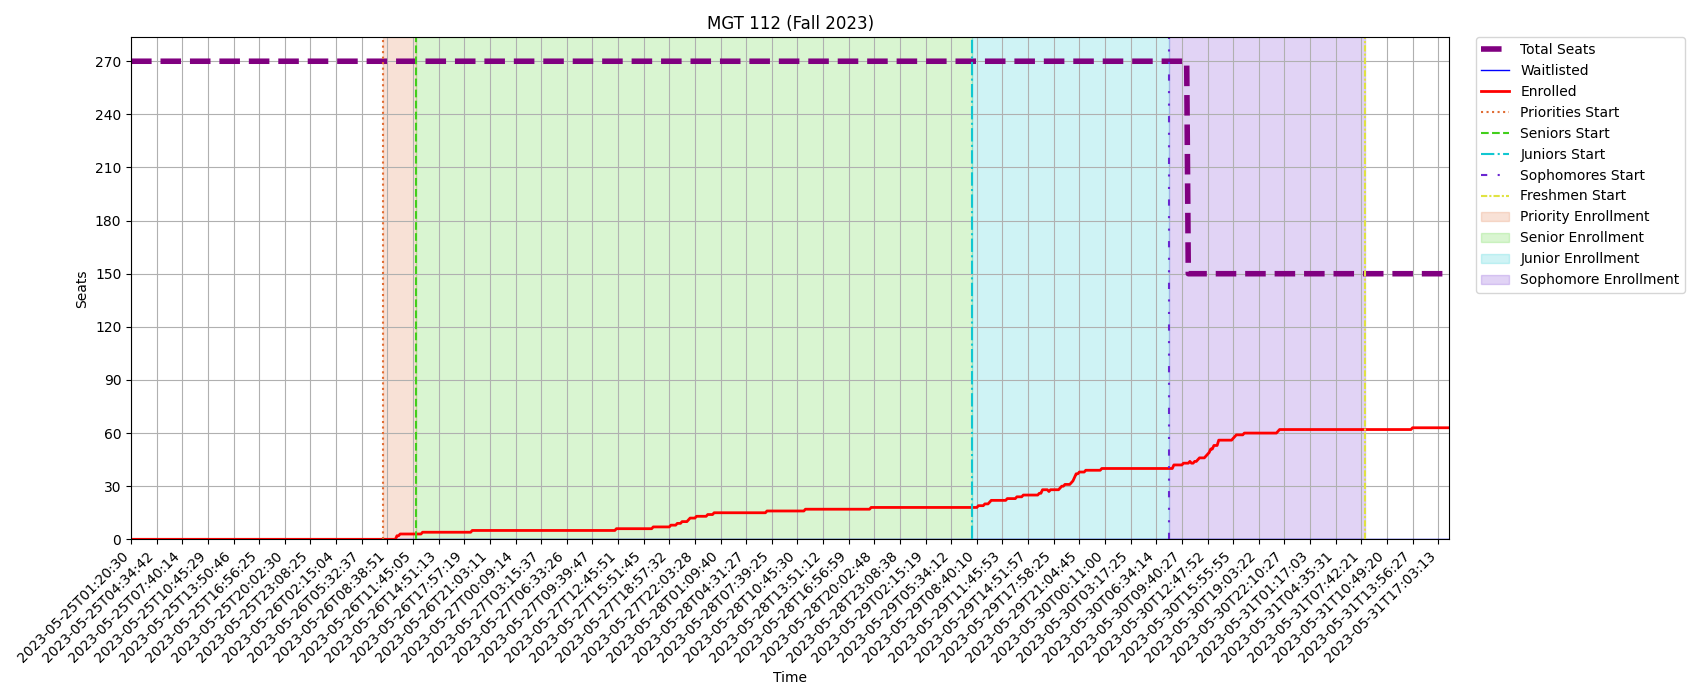 MGT 112 (Fall 2023)
Seats
270
240
210
180
150
120
90
60
30
0
2023-05-25T01:20:30
2023-05-25T04:34:42
2023-05-25T07:40:14
2023-05-25T10:45:29
2023-05-25T13:50:46
2023-05-25T16:56:25
2023-05-25T20:02:30
2023-05-25T23:08:25
2023-05-26T02:15:04
2023-05-26T05:32:37
2023-05-26T08:38:51
2023-05-26T11:45:05
2023-05-26T14:51:13
2023-05-26T17:57:19
2023-05-26T21:03:11
2023-05-27T00:09:14
2023-05-27T03:15:37
2023-05-27T06:33:26
2023-05-27T09:39:47
2023-05-27T12:45:51
2023-05-27T15:51:45
2023-05-27T18:57:32
2023-05-27T22:03:28
2023-05-28T01:09:40
2023-05-28T04:31:27
2023-05-28T07:39:25
2023-05-28T10:45:30
2023-05-28T13:51:12
2023-05-28T16:56:59
2023-05-28T20:02:48
2023-05-28T23:08:38
2023-05-29T02:15:19
2023-05-29T05:34:12
2023-05-29T08:40:10
2023-05-29T11:45:53
2023-05-29T14:51:57
2023-05-29T17:58:25
2023-05-29T21:04:45
2023-05-30T00:11:00
2023-05-30T03:17:25
2023-05-30T06:34:14
2023-05-30T09:40:27
2023-05-30T12:47:52
2023-05-30T15:55:55
2023-05-30T19:03:22
2023-05-30T22:10:27
2023-05-31T01:17:03
2023-05-31T04:35:31
2023-05-31T07:42:21
2023-05-31T10:49:20
2023-05-31T13:56:27
2023-05-31T17:03:13
Time
Total Seats
Waitlisted
Enrolled
Priorities Start
Seniors Start
Juniors Start
Sophomores Start
Freshmen Start
Priority Enrollment
Senior Enrollment
Junior Enrollment
Sophomore Enrollment